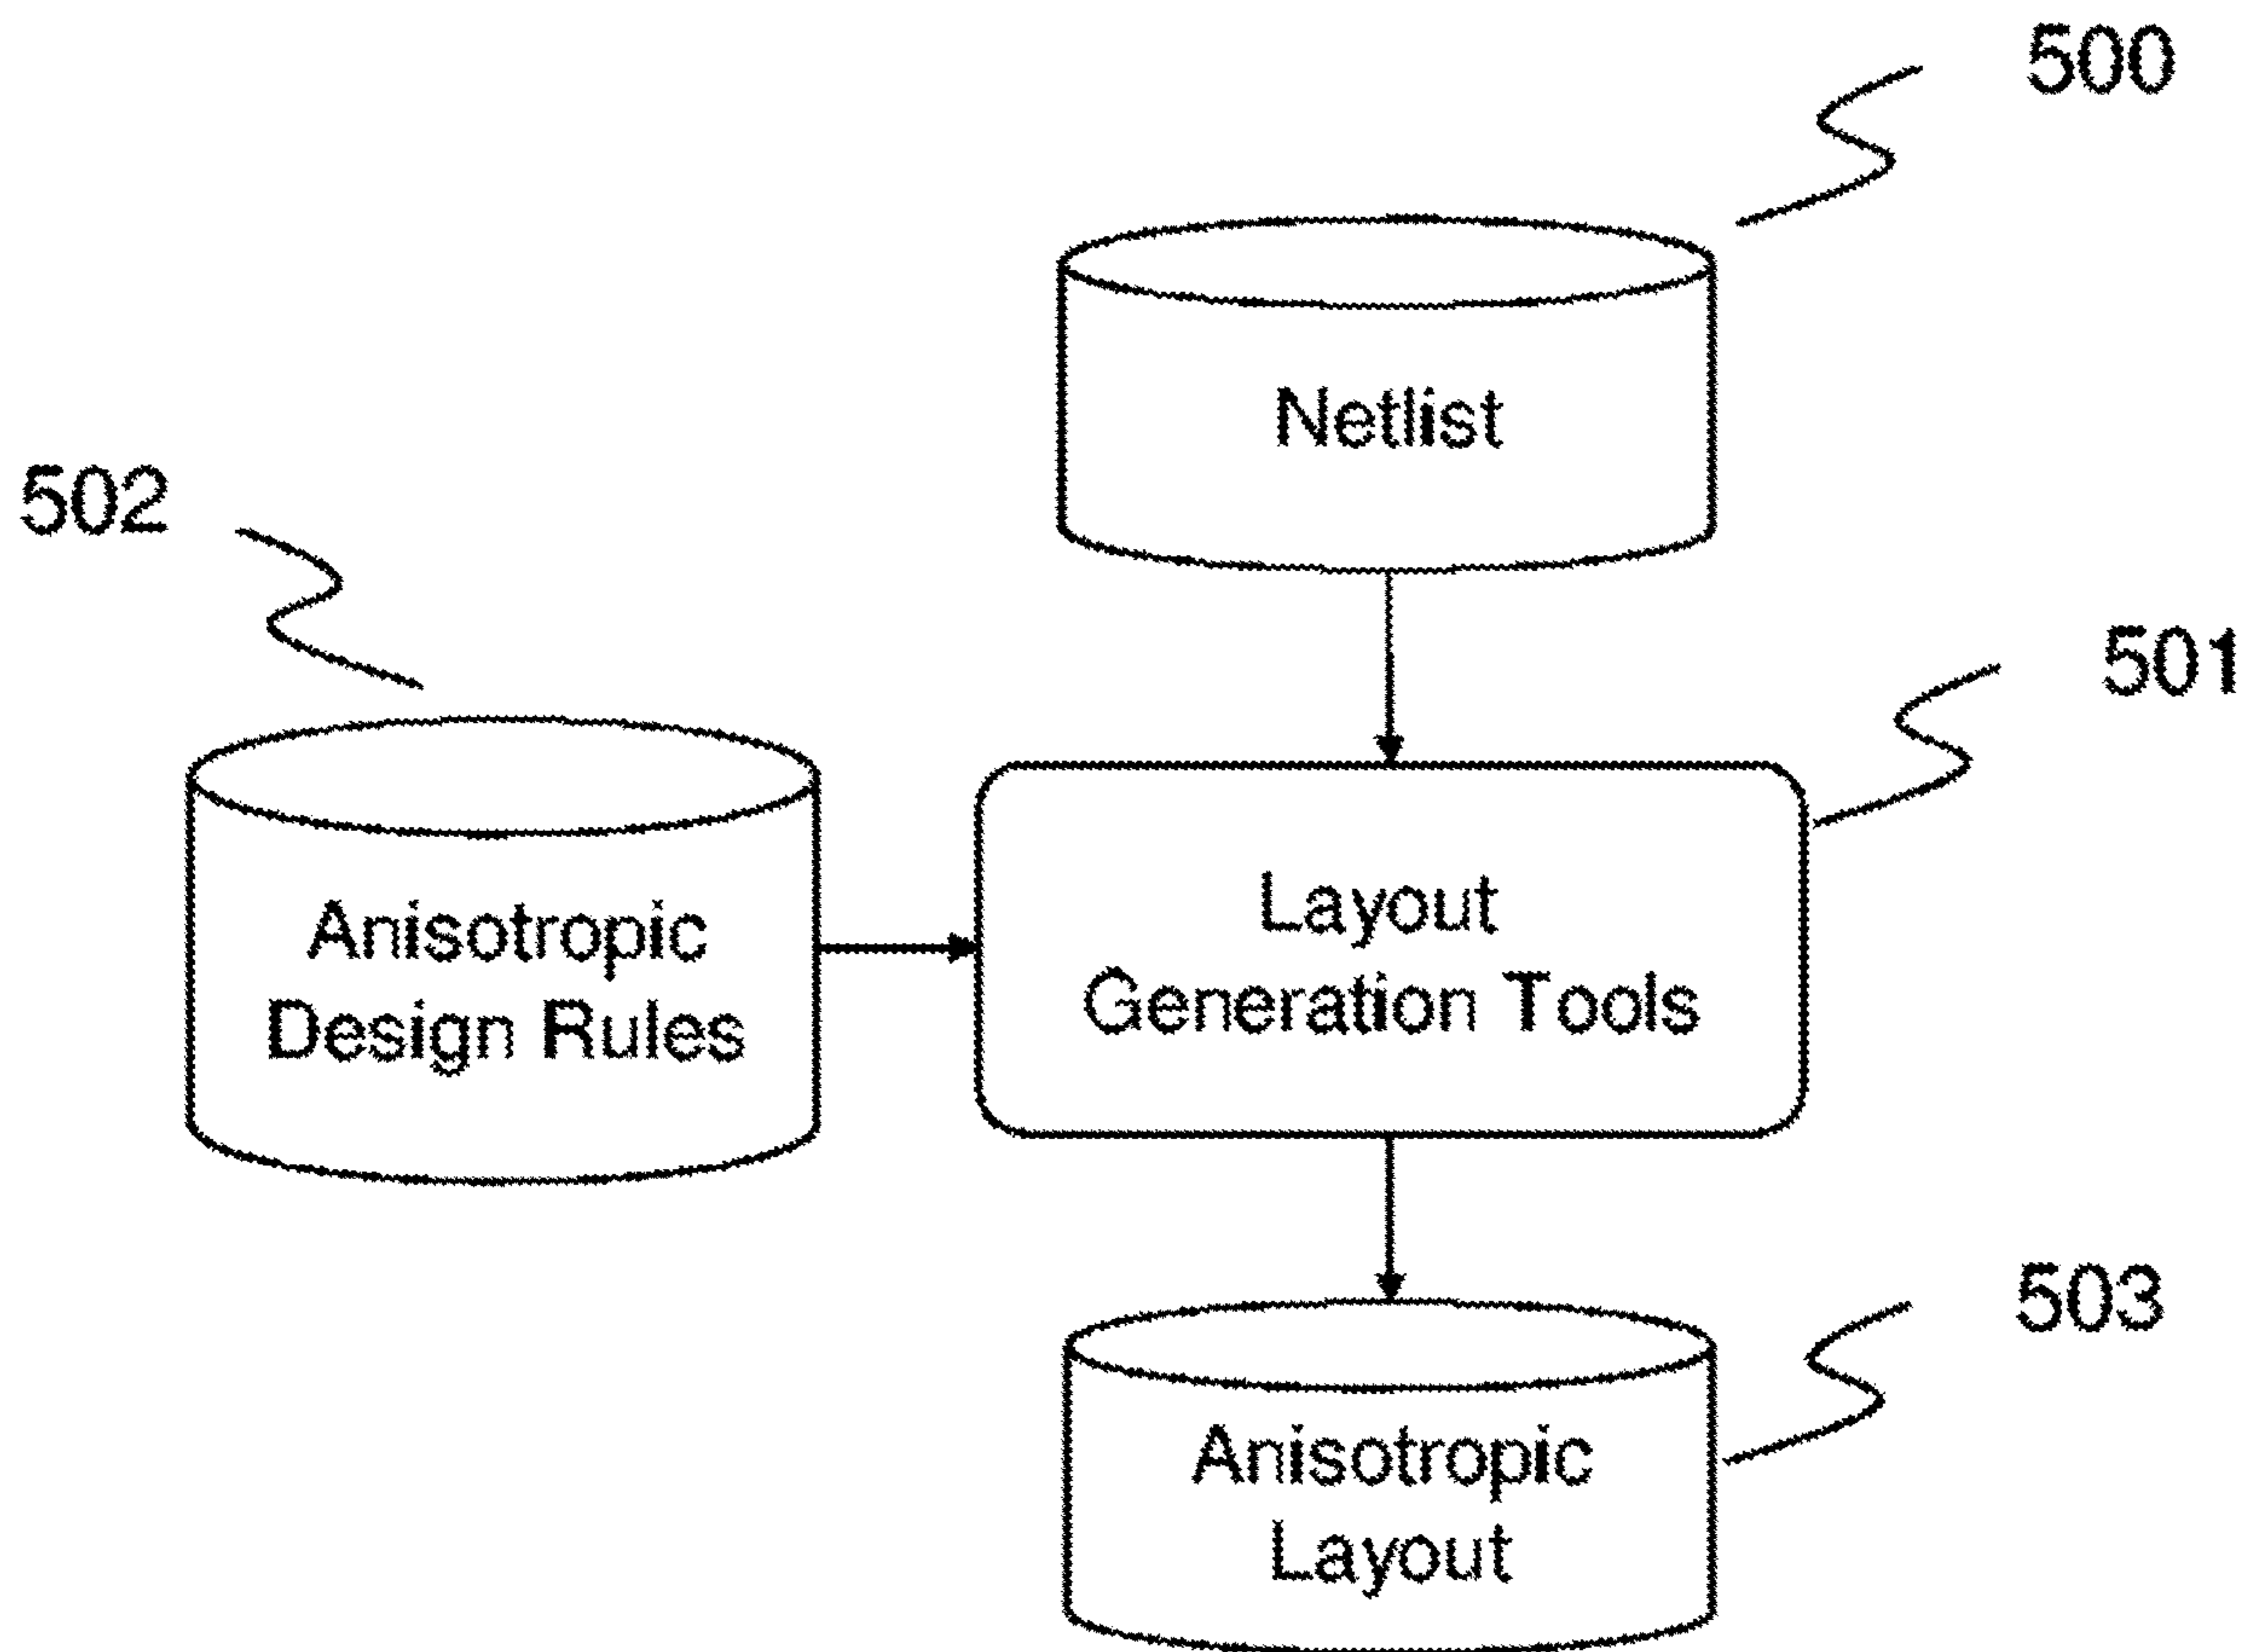 500
Netlist
502
501
Anisotropic
Design Rules
Layout
Generation Tools
503
Anisotropic
Layout